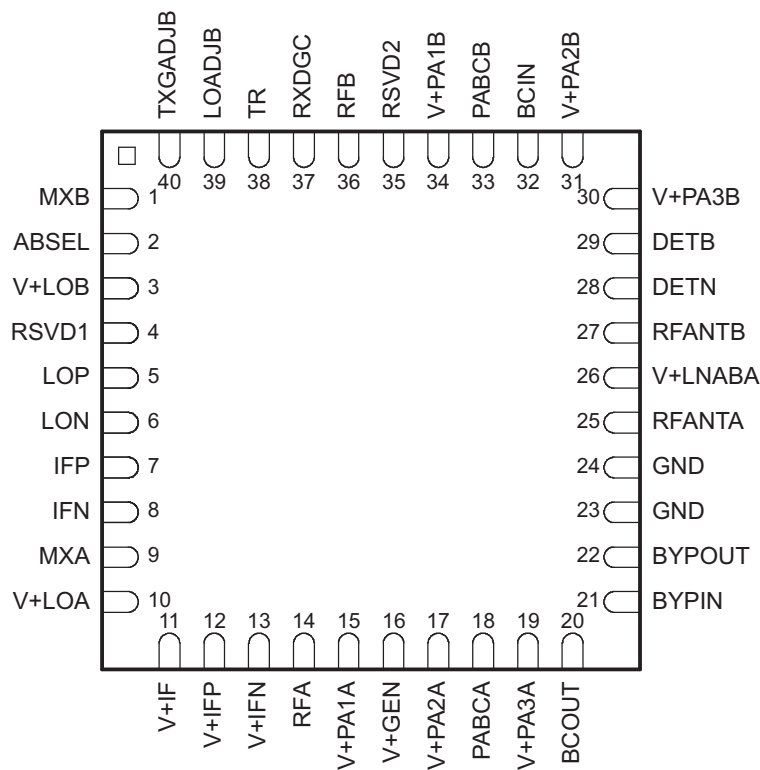 TXGADJB
LOADJB
TR
RXDGC
RFB
RSVD2
V+PA1B
PABCB
BCIN
V+PA2B
40 39 38 37 36 35 34 33 32 31
MXB 1
ABSEL 2
V+LOB 3
RSVD1 4
LOP 5
LON 6
IFP 7
IFN 8
MXA 9
V+LOA 10
30 V+PA3B
29 DETB
28 DETN
27 RFANTB
26 V+LNABA
25 RFANTA
24 GND
23 GND
22 BYPOUT
21 BYPIN
11 12 13 14 15 16 17 18 19 20
V+IF
V+IFP
V+IFN
RFA
V+PA1A
V+GEN
V+PA2A
PABCA
V+PA3A
BCOUT